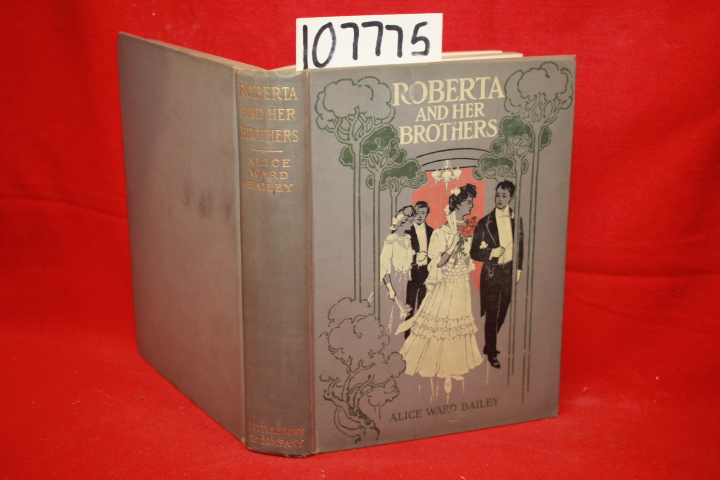 107775
ROBERTA
AND HER
BROTHERS
ALICE
WARD
BAILEY
LITTLE BROWN
& COMPANY
ROBERTA
AND HER
BROTHERS
ALICE WARD BAILEY